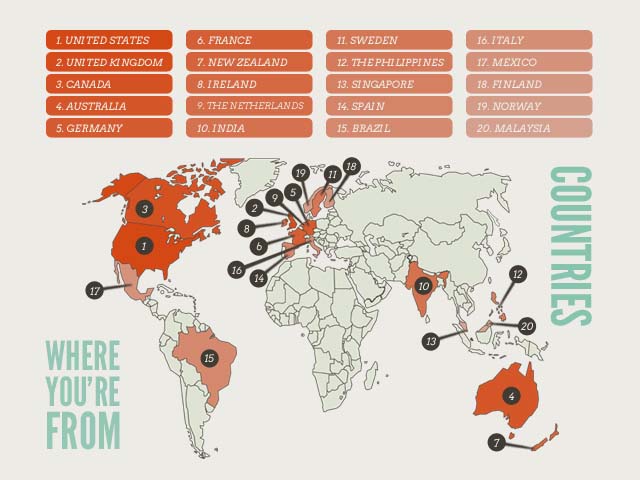 1. UNITED STATES
2. UNITED KINGDOM
3. CANADA
4. AUSTRALIA
5. GERMANY
6. FRANCE
7. NEW ZEALAND
8. IRELAND
9. THE NETHERLANDS
10. INDIA
11. SWEDEN
12. THE PHILIPPINES
13. SINGAPORE
14. SPAIN
15. BRAZIL
16. ITALY
17. MEXICO
18. FINLAND
19. NORWAY
20. MALAYSIA
COUNTRIES
3
1
17
15
2
9
5
19
11
18
8
6
16
14
10
12
13
20
4
7
WHERE
YOU'RE
FROM